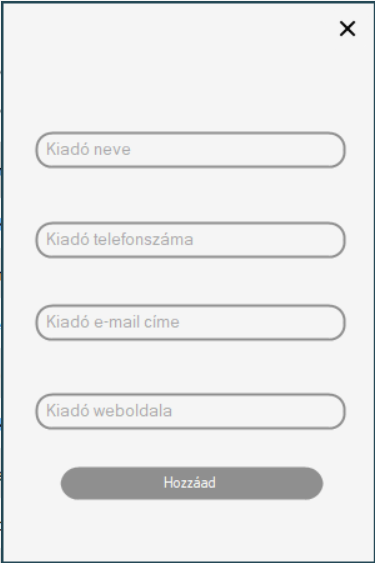 Kiadó neve
Kiadó telefonszáma
Kiadó e-mail címe
Kiadó weboldala
Hozzáad